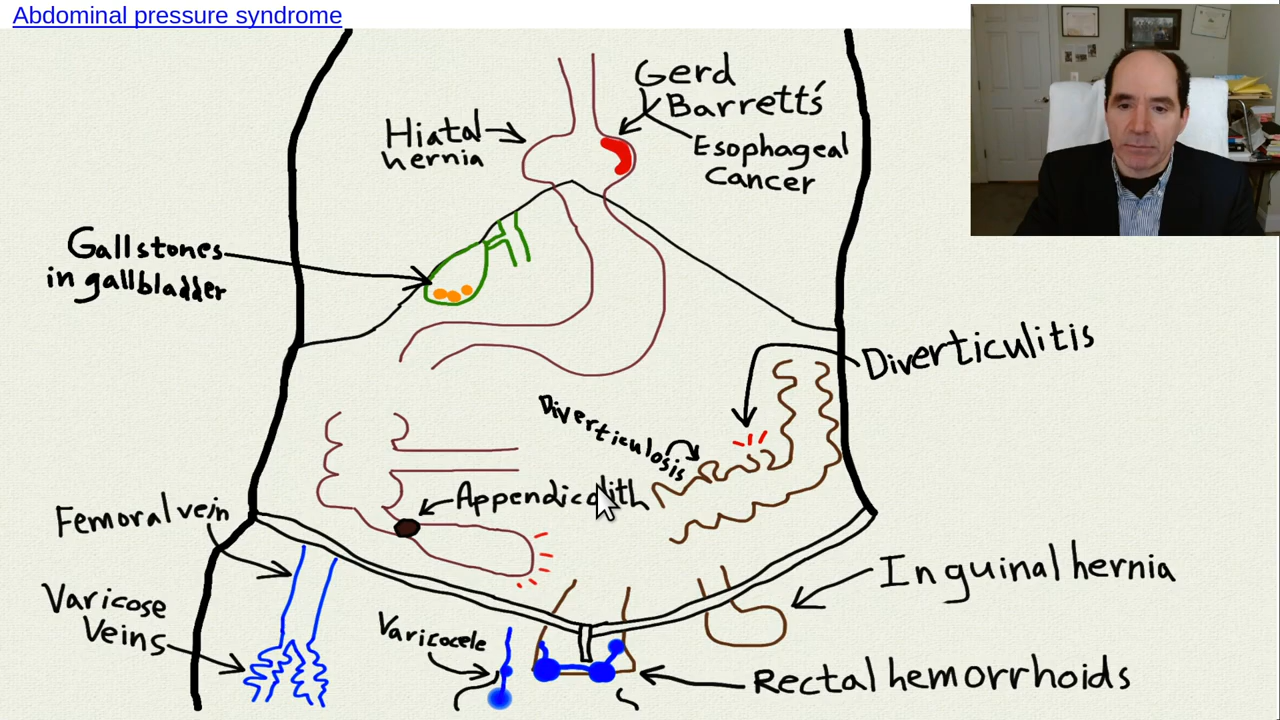 Abdominal pressure syndrome
Gerd
Barrett's
Esophageal
Cancer
Hiatal
hernia
Gallstones
in gallbladder
Diverticulitis
Diverticulosis
Appendicolith
Femoral vein
Varicose
Veins
Varicocele
Inguinal hernia
Rectal hemorrhoids